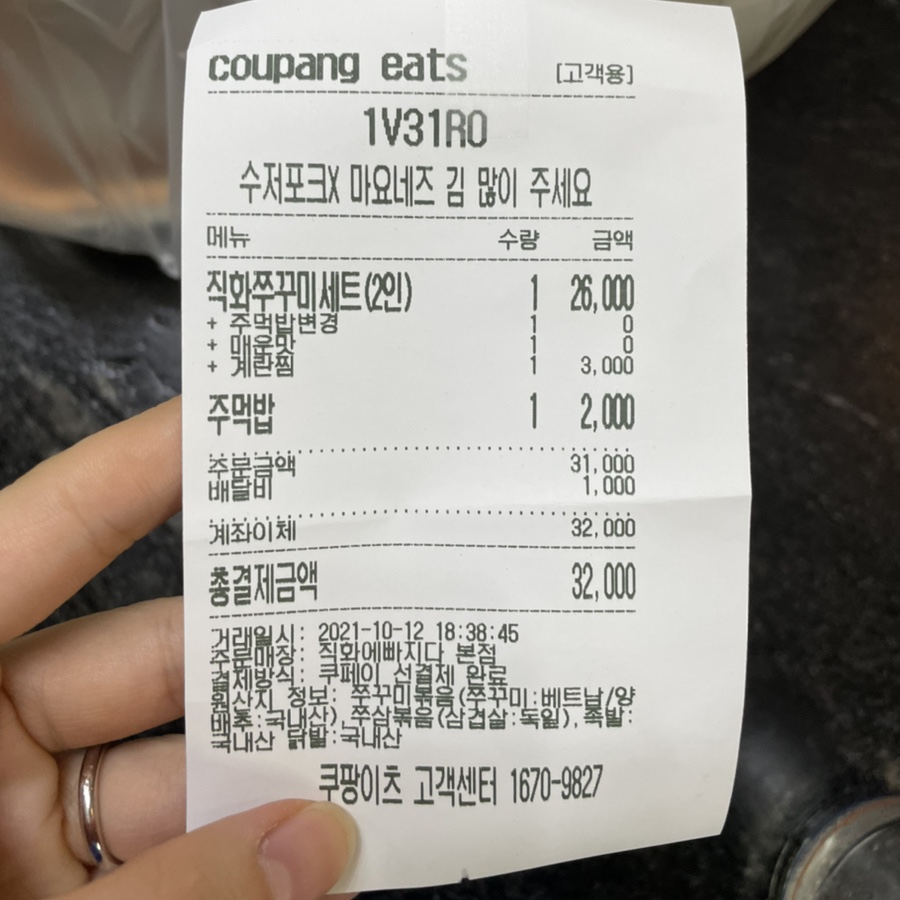 coupang eats [고객용]
1V31R0
수저포크X 마요네즈 김 많이 주세요
메뉴 수량 금액
직화쭈꾸미세트(2인) 1 26,000
+ 주먹밥변경 1 0
+ 매운맛 1 0
+ 계란찜 1 3,000
주먹밥 1 2,000
주문금액 31,000
배달비 1,000
계좌이체 32,000
총결제금액 32,000
거래일시: 2021-10-12 18:38:45
주문매장: 직화에빠지다 본점
결제방식: 쿠페이 선결제 완료
원산지 정보: 쭈꾸미볶음(쭈꾸미:베트남/양
배추:국내산) 쭈삼볶음(삼겹살:독일), 족발:
국내산 닭발:국내산
쿠팡이츠 고객센터 1670-9827